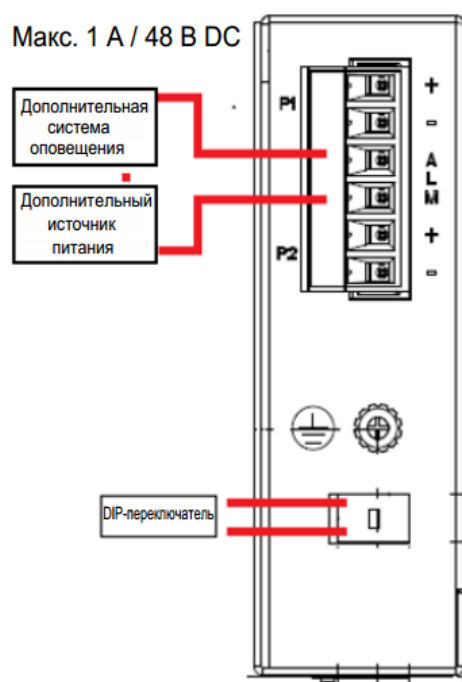 Макс. 1 A / 48 В DC
Дополнительная
система
оповещения
Дополнительный
источник
питания
P1
+
-
A
L
M
+
P2
-
DIP-переключатель